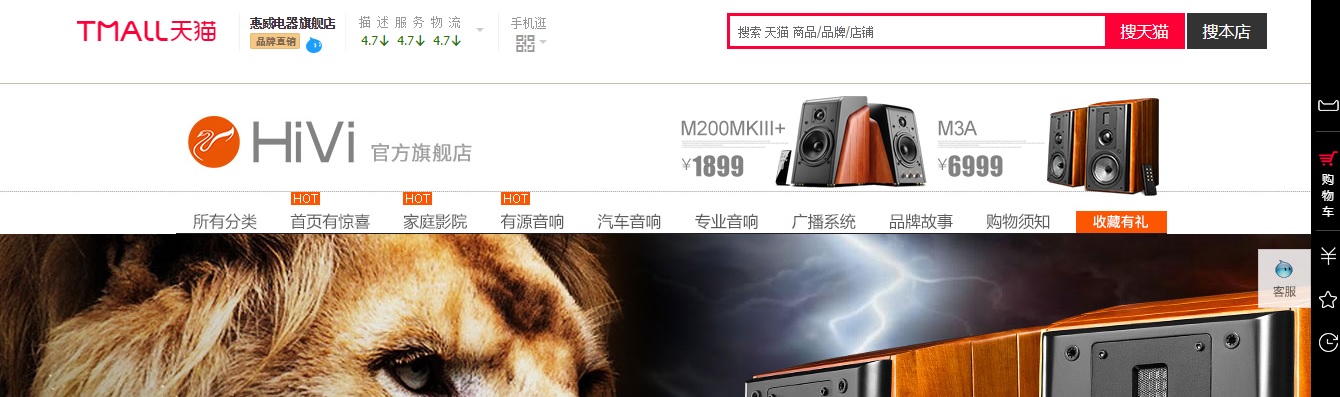 TMALL天猫
惠威电器旗舰店
品牌直销
描 述 服 务 物 流
4.7↓ 4.7↓ 4.7↓
手机逛
搜索 天猫 商品/品牌/店铺
搜天猫
搜本店
HiVi 官方旗舰店
M200MKIII+
¥1899
M3A
¥6999
HOT HOT HOT
所有分类 首页有惊喜 家庭影院 有源音响 汽车音响 专业音响 广播系统 品牌故事 购物须知 收藏有礼
购物车
客服